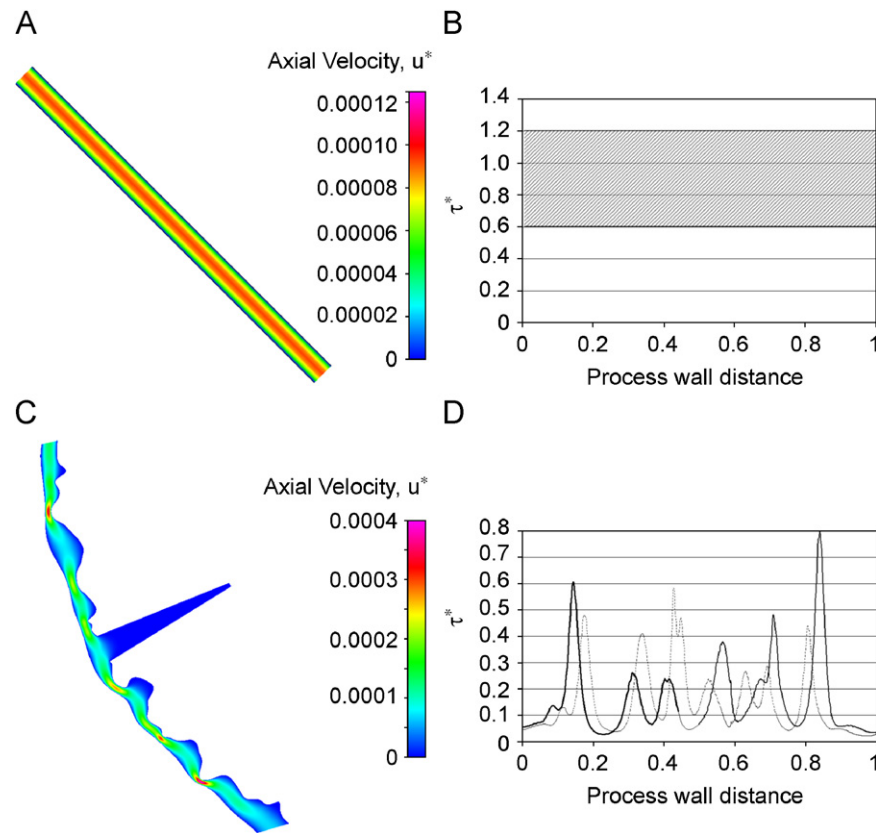 A
Axial Velocity, u*
0.00012
0.00010
0.00008
0.00006
0.00004
0.00002
0
B
1.4
1.2
1.0
0.8
0.6
0.4
0.2
0
τ*
0 0.2 0.4 0.6 0.8 1
Process wall distance
C
Axial Velocity, u*
0.0004
0.0003
0.0002
0.0001
0
D
0.8
0.7
0.6
0.5
0.4
0.3
0.2
0.1
0
τ*
0 0.2 0.4 0.6 0.8 1
Process wall distance